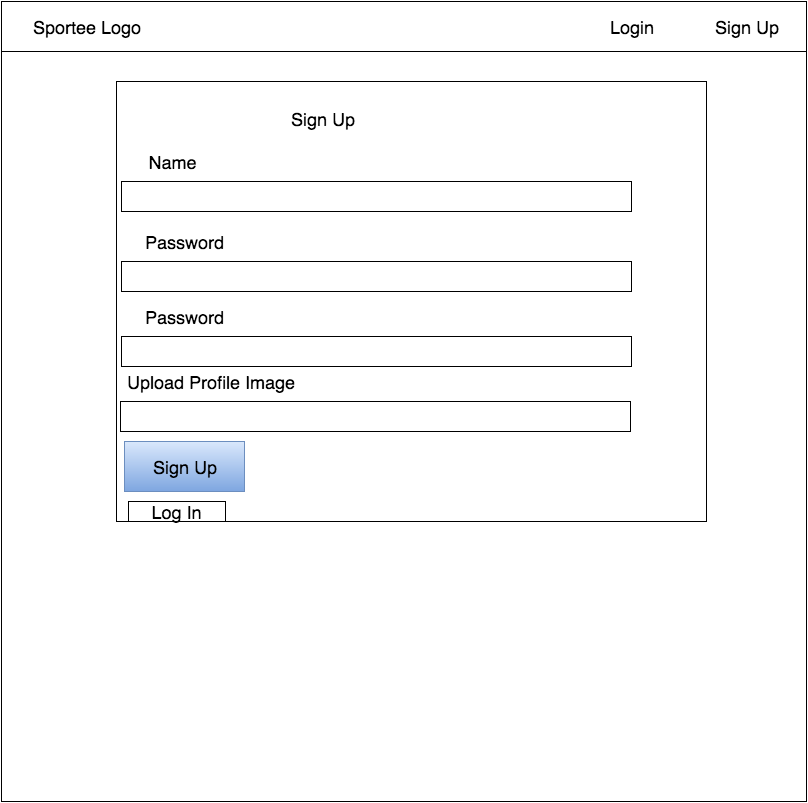 Sportee Logo
Login
Sign Up
Sign Up
Name
Password
Password
Upload Profile Image
Sign Up
Log In